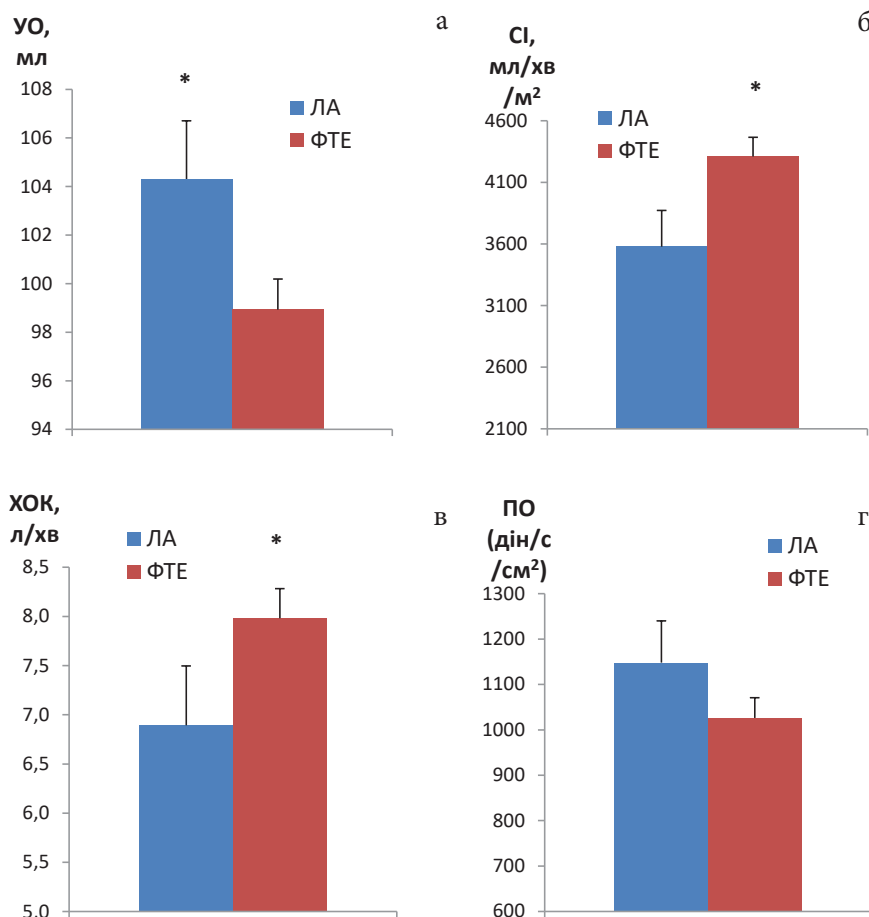 УО,
мл
а
*
ЛА
ФТЕ
108
106
104
102
100
98
96
94
СІ,
мл/хв
/м²
б
*
ЛА
ФТЕ
4600
4100
3600
3100
2600
2100
ХОК,
л/хв
в
ЛА
*
ФТЕ
8,5
8,0
7,5
7,0
6,5
6,0
5,5
5,0
ПО
(дін/с
/см²)
г
ЛА
ФТЕ
1300
1200
1100
1000
900
800
700
600